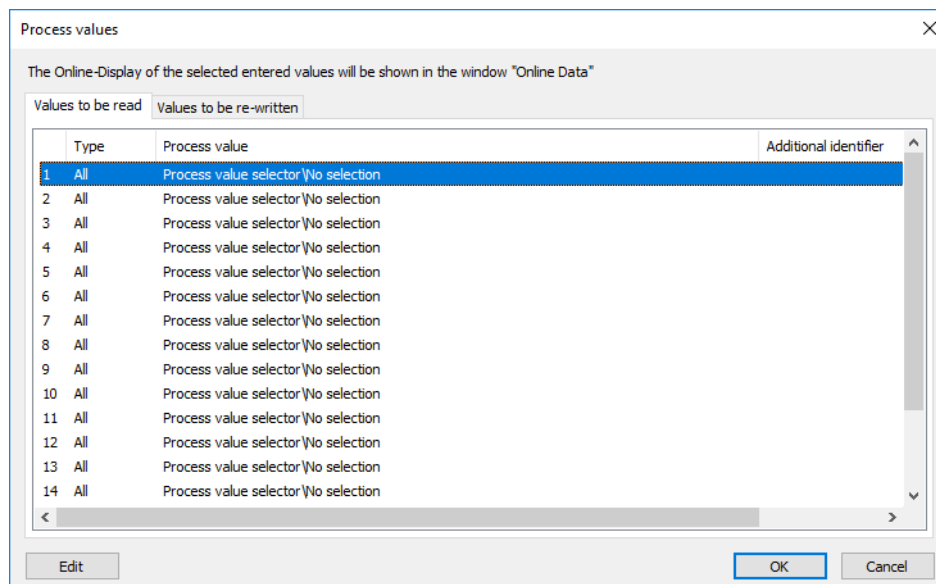 Process values
The Online-Display of the selected entered values will be shown in the window "Online Data"
Values to be read Values to be re-written
Type Process value Additional identifier
1 All Process value selector\No selection
2 All Process value selector\No selection
3 All Process value selector\No selection
4 All Process value selector\No selection
5 All Process value selector\No selection
6 All Process value selector\No selection
7 All Process value selector\No selection
8 All Process value selector\No selection
9 All Process value selector\No selection
10 All Process value selector\No selection
11 All Process value selector\No selection
12 All Process value selector\No selection
13 All Process value selector\No selection
14 All Process value selector\No selection
Edit OK Cancel